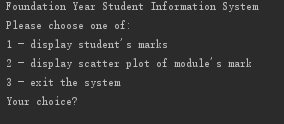 Foundation Year Student Information System
Please choose one of:
1 - display student's marks
2 - display scatter plot of module's mark
3 - exit the system
Your choice?